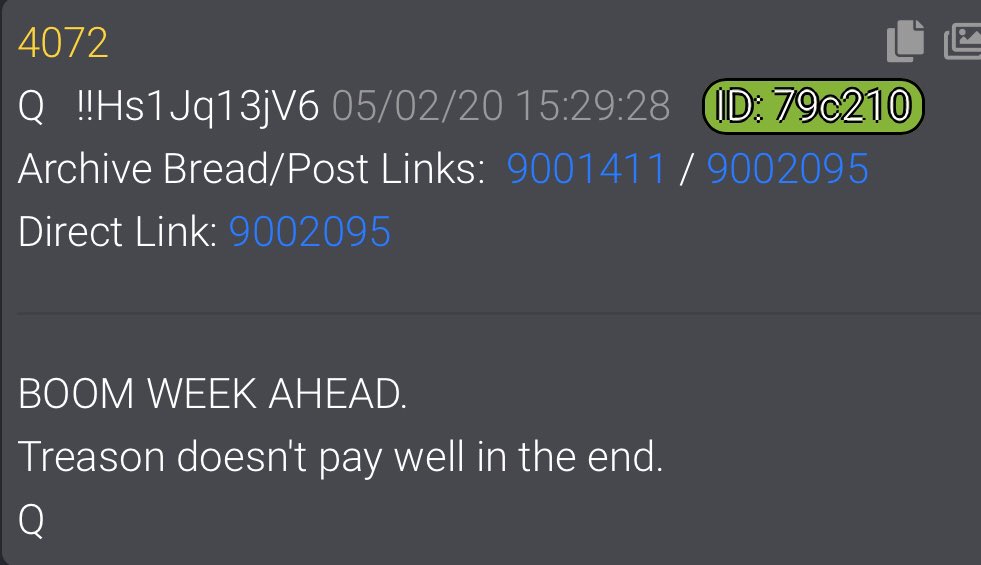 4072
Q !!Hs1Jq13jV6 05/02/20 15:29:28 ID: 79c210
Archive Bread/Post Links: 9001411 / 9002095
Direct Link: 9002095
BOOM WEEK AHEAD.
Treason doesn't pay well in the end.
Q